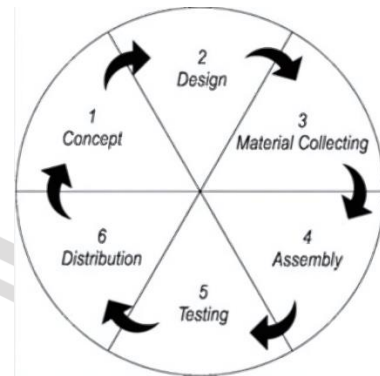 1
Concept
2
Design
3
Material Collecting
4
Assembly
5
Testing
6
Distribution